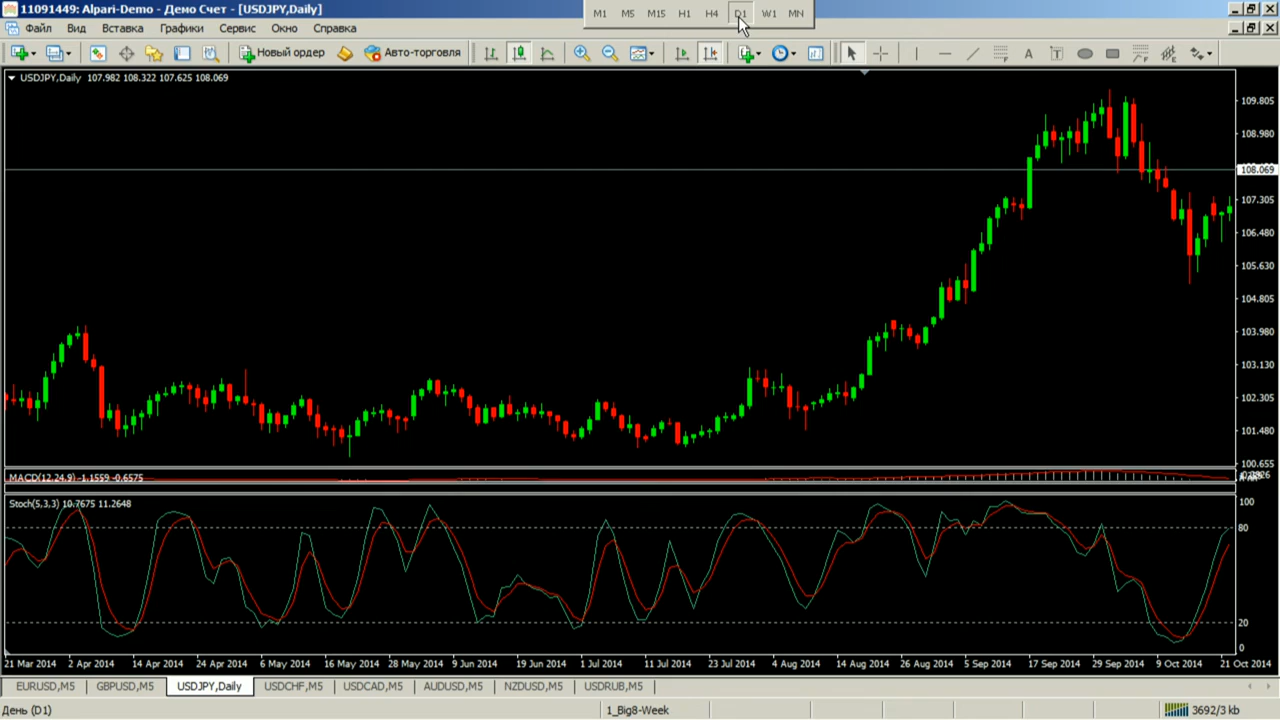 11091449: Alpari-Demo - Демо Счет - [USDJPY,Daily]
M1 M5 M15 H1 H4 D1 W1 MN
Файл Вид Вставка Графики Сервис Окно Справка
Новый ордер Авто-торговля
USDJPY,Daily 107.982 108.322 107.625 108.069
109.805
108.980
108.069
107.305
106.480
105.630
104.805
103.980
103.130
102.305
101.480
100.655
MACD(12,24,9) -1.1559 -0.6575
Stoch(5,3,3) 10.7675 11.2648
100
80
20
0
21 Mar 2014 2 Apr 2014 14 Apr 2014 24 Apr 2014 6 May 2014 16 May 2014 28 May 2014 9 Jun 2014 19 Jun 2014 1 Jul 2014 11 Jul 2014 23 Jul 2014 4 Aug 2014 14 Aug 2014 26 Aug 2014 5 Sep 2014 17 Sep 2014 29 Sep 2014 9 Oct 2014 21 Oct 2014
EURUSD,M5 GBPUSD,M5 USDJPY,Daily USDCHF,M5 USDCAD,M5 AUDUSD,M5 NZDUSD,M5 USDRUB,M5
День (D1) 1_Big8-Week 3692/3 kb